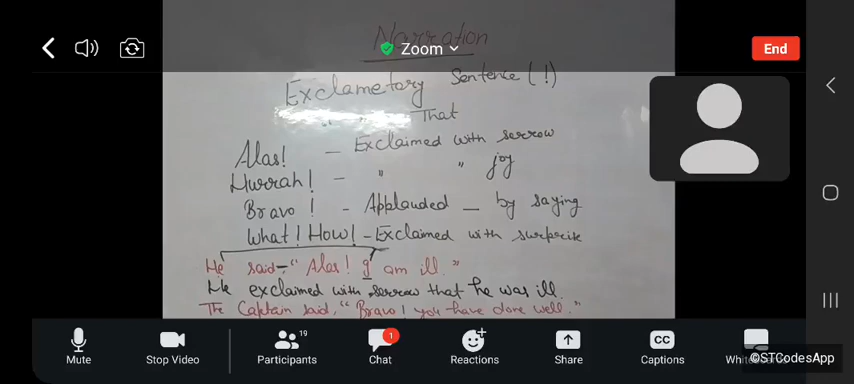 Narration
Zoom
End
Exclametory Sentence (!)
" " That
Alas! – Exclaimed with sorrow
Hurrah! – " " joy
Bravo! – Applauded – by saying
What! How! – Exclaimed with surprise
He said – "Alas! I am ill."
He exclaimed with sorrow that he was ill.
The Captain said, "Bravo! you have done well."
Mute
Stop Video
Participants 19
Chat 1
Reactions
Share
CC Captions
©STCodesApp